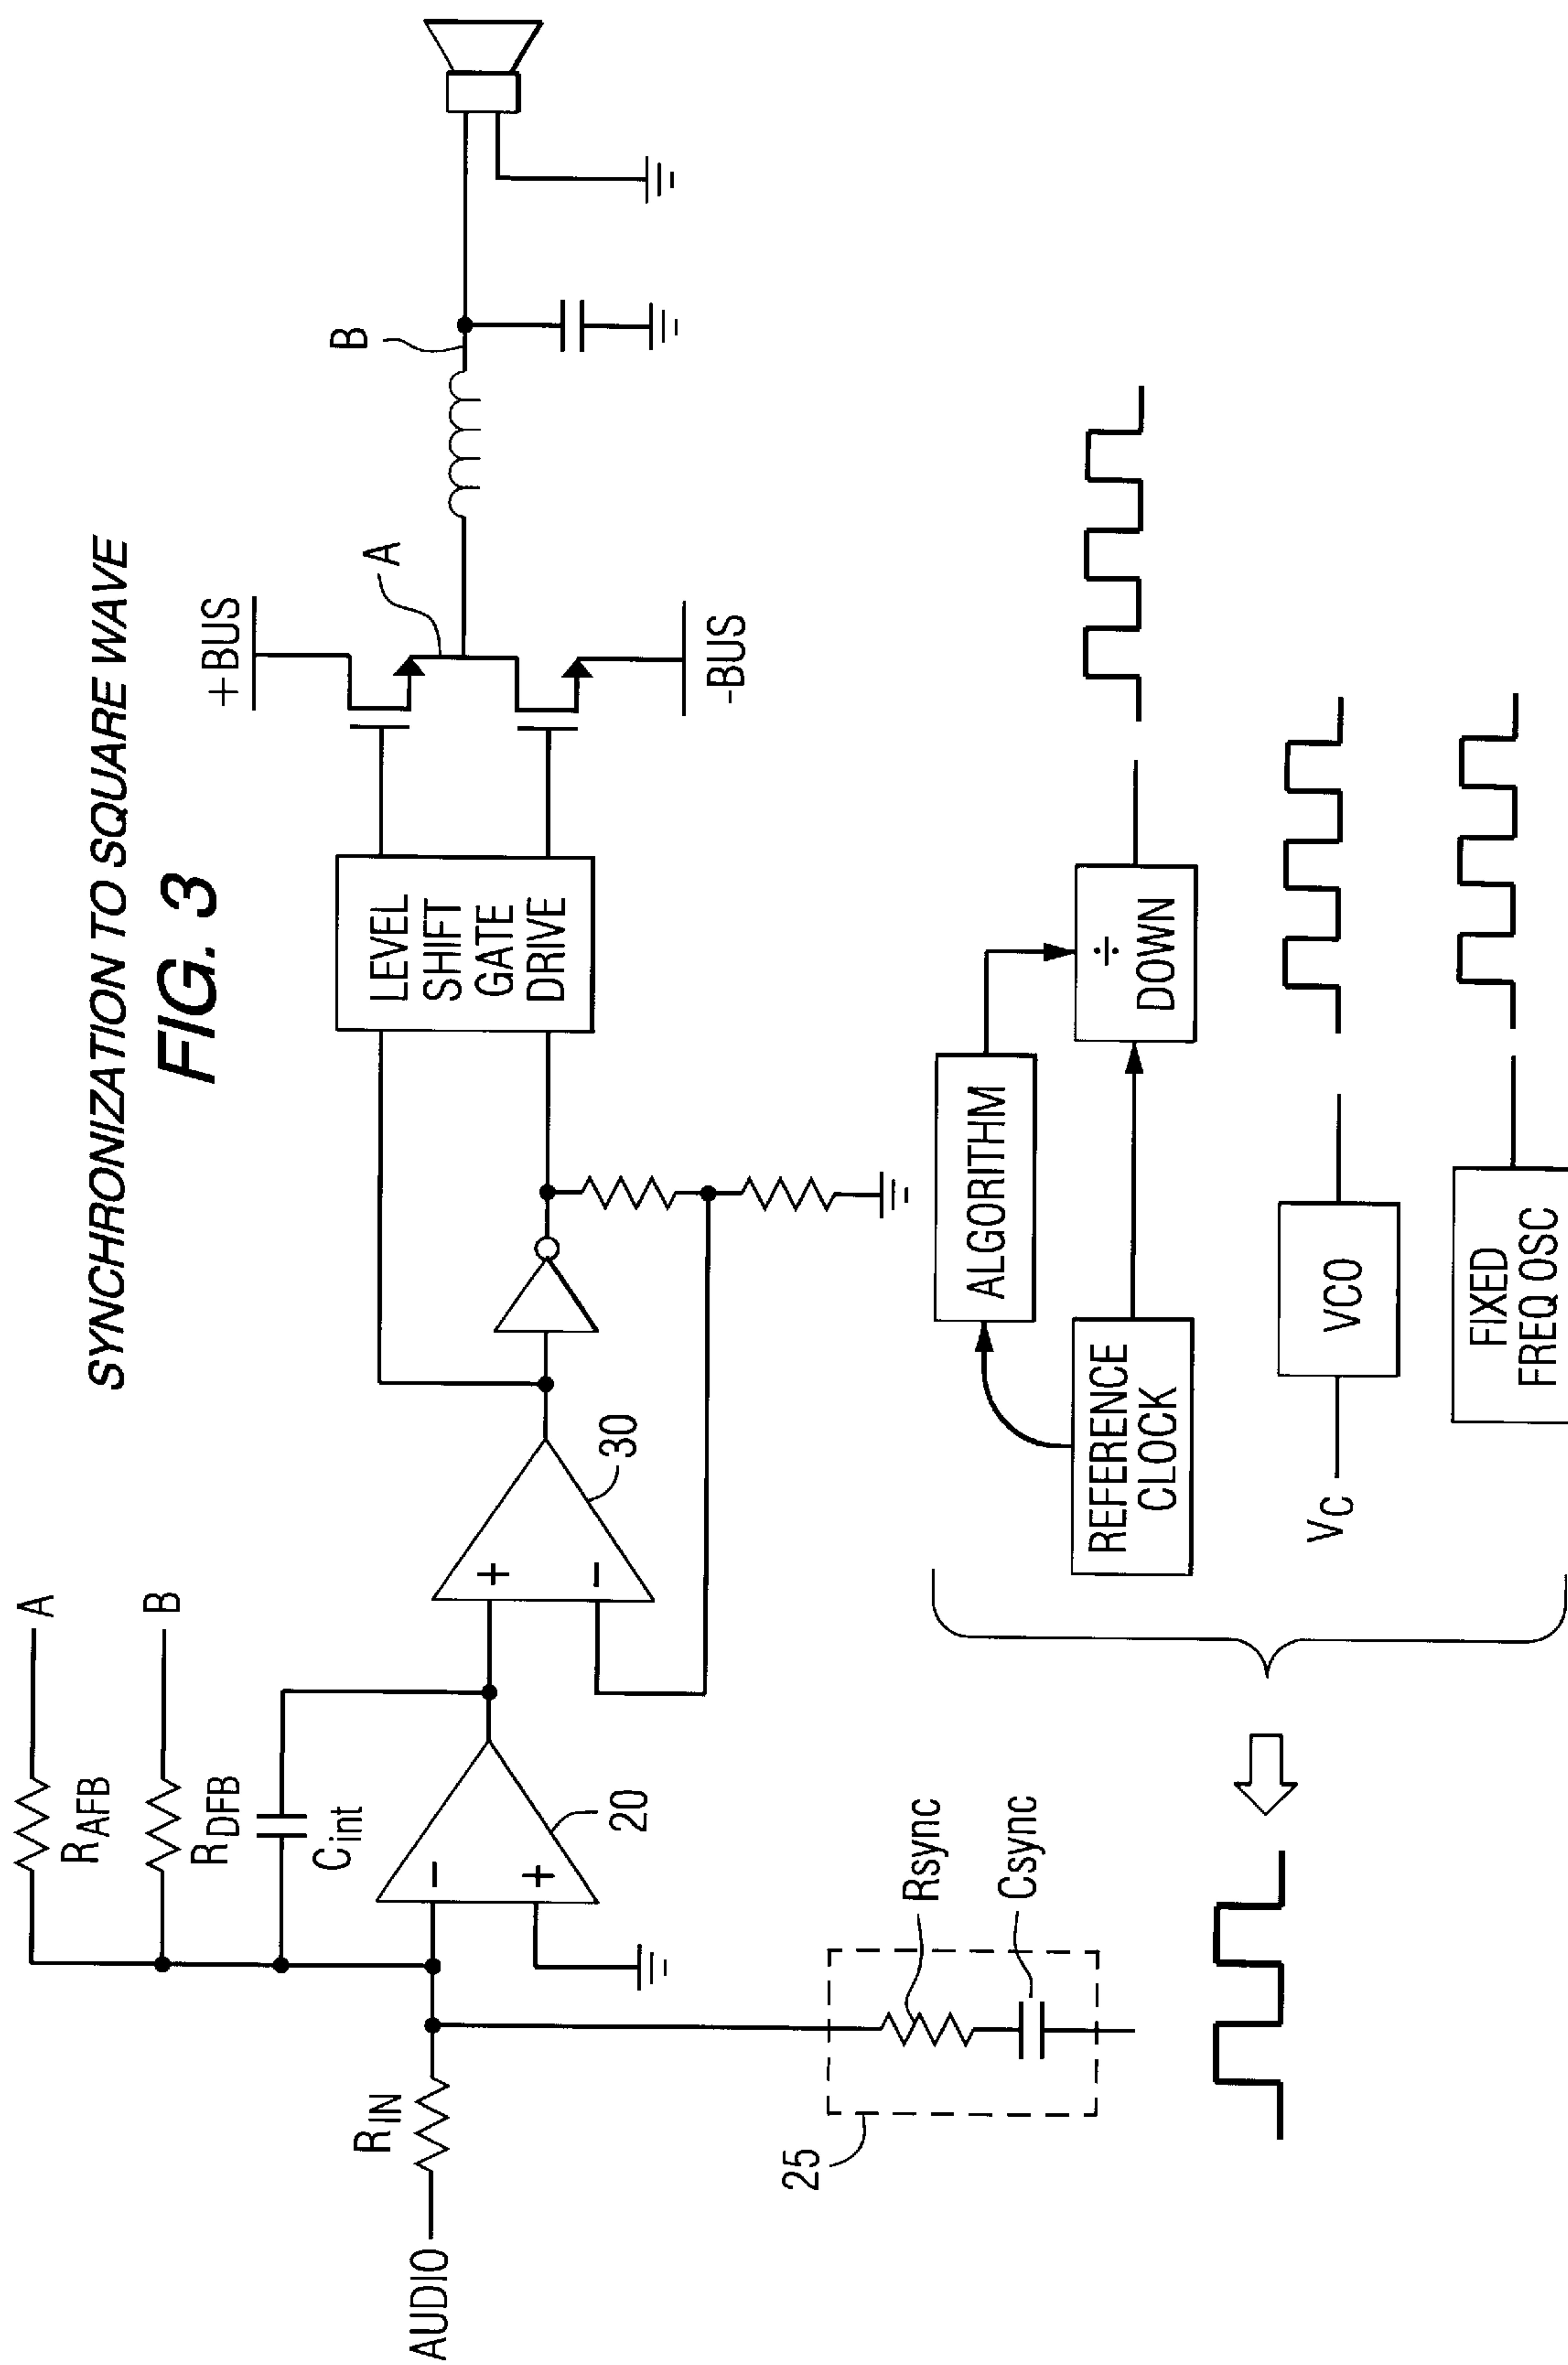 SYNCHRONIZATION TO SQUARE WAVE
FIG. 3
A
RAFB
B
RDFB
Cint
AUDIO
RIN
−
+
20
+
−
30
LEVEL
SHIFT
GATE
DRIVE
+BUS
-BUS
A
B
25
Rsync
Csync
REFERENCE
CLOCK
ALGORITHM
÷
DOWN
VC
VCO
FIXED
FREQ OSC